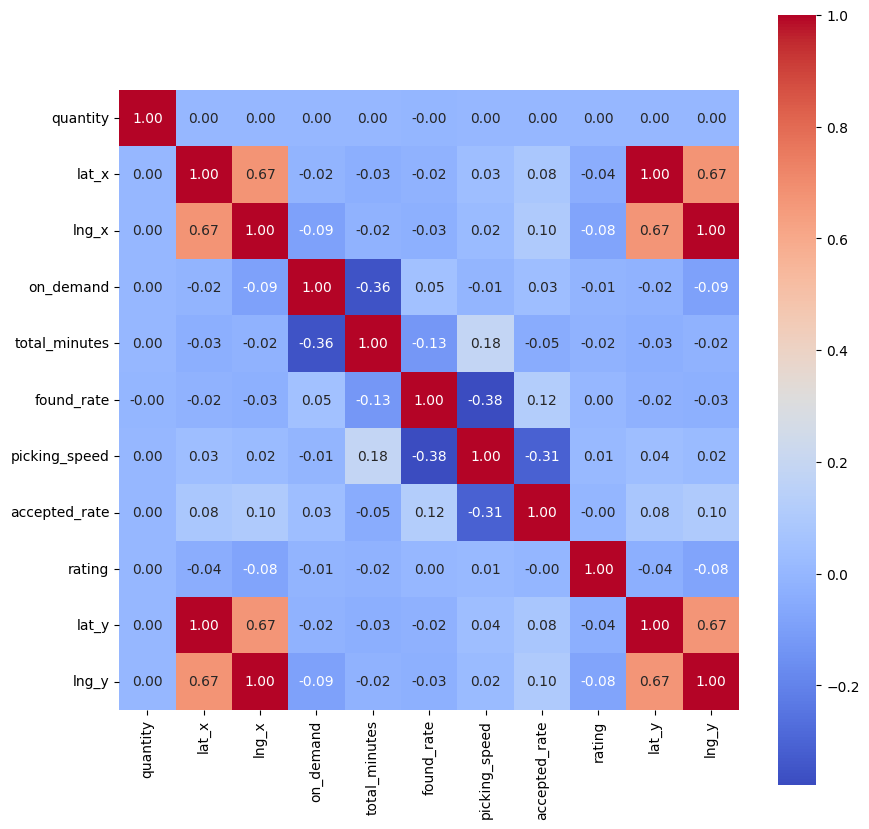 quantity 1.00 0.00 0.00 0.00 0.00 -0.00 0.00 0.00 0.00 0.00 0.00
lat_x 0.00 1.00 0.67 -0.02 -0.03 -0.02 0.03 0.08 -0.04 1.00 0.67
lng_x 0.00 0.67 1.00 -0.09 -0.02 -0.03 0.02 0.10 -0.08 0.67 1.00
on_demand 0.00 -0.02 -0.09 1.00 -0.36 0.05 -0.01 0.03 -0.01 -0.02 -0.09
total_minutes 0.00 -0.03 -0.02 -0.36 1.00 -0.13 0.18 -0.05 -0.02 -0.03 -0.02
found_rate -0.00 -0.02 -0.03 0.05 -0.13 1.00 -0.38 0.12 0.00 -0.02 -0.03
picking_speed 0.00 0.03 0.02 -0.01 0.18 -0.38 1.00 -0.31 0.01 0.04 0.02
accepted_rate 0.00 0.08 0.10 0.03 -0.05 0.12 -0.31 1.00 -0.00 0.08 0.10
rating 0.00 -0.04 -0.08 -0.01 -0.02 0.00 0.01 -0.00 1.00 -0.04 -0.08
lat_y 0.00 1.00 0.67 -0.02 -0.03 -0.02 0.04 0.08 -0.04 1.00 0.67
lng_y 0.00 0.67 1.00 -0.09 -0.02 -0.03 0.02 0.10 -0.08 0.67 1.00
quantity
lat_x
lng_x
on_demand
total_minutes
found_rate
picking_speed
accepted_rate
rating
lat_y
lng_y
1.0
0.8
0.6
0.4
0.2
0.0
−0.2